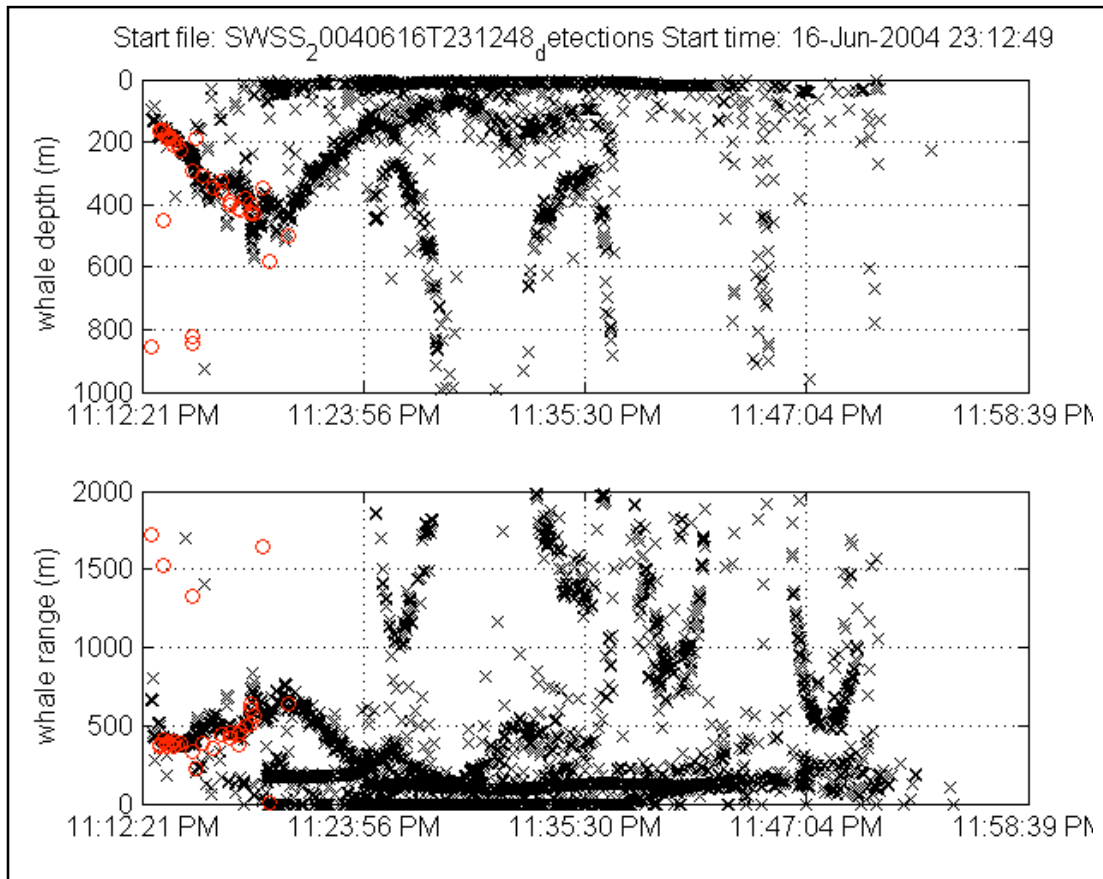 Start file: SWSS20040616T231248detections Start time: 16-Jun-2004 23:12:49
whale depth (m)
0
200
400
600
800
1000
11:12:21 PM 11:23:56 PM 11:35:30 PM 11:47:04 PM 11:58:39 PM
whale range (m)
2000
1500
1000
500
0
11:12:21 PM 11:23:56 PM 11:35:30 PM 11:47:04 PM 11:58:39 PM